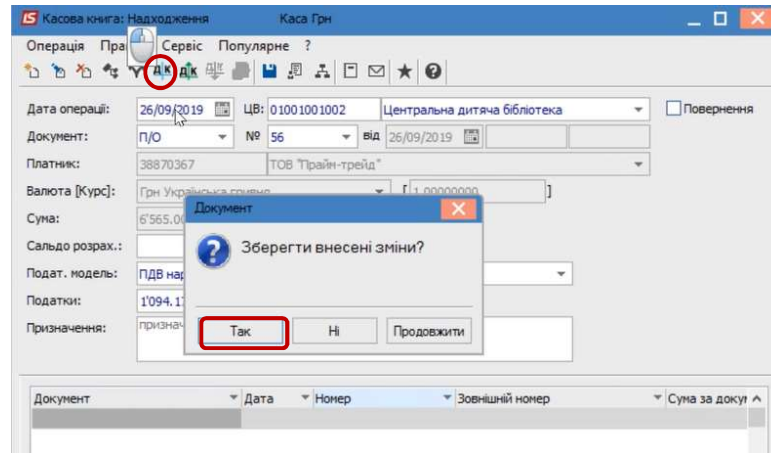 Касова книга: Надходження Каса Грн
Операція Пра Сервіс Популярне ?
Дата операції: 26/09/2019 ЦВ: 01001001002 Центральна дитяча бібліотека Повернення
Документ: П/О № 56 від 26/09/2019
Платник: 38870367 ТОВ "Прайм-трейд"
Валюта [Курс]: Грн Українська гривня [ 1.00000000 ]
Сума: 6'565.00
Сальдо розрах.:
Подат. модель: ПДВ нар
Податки: 1'094.1
Призначення: призна
Документ
Зберегти внесені зміни?
Так Ні Продовжити
Документ Дата Номер Зовнішній номер Сума за докум